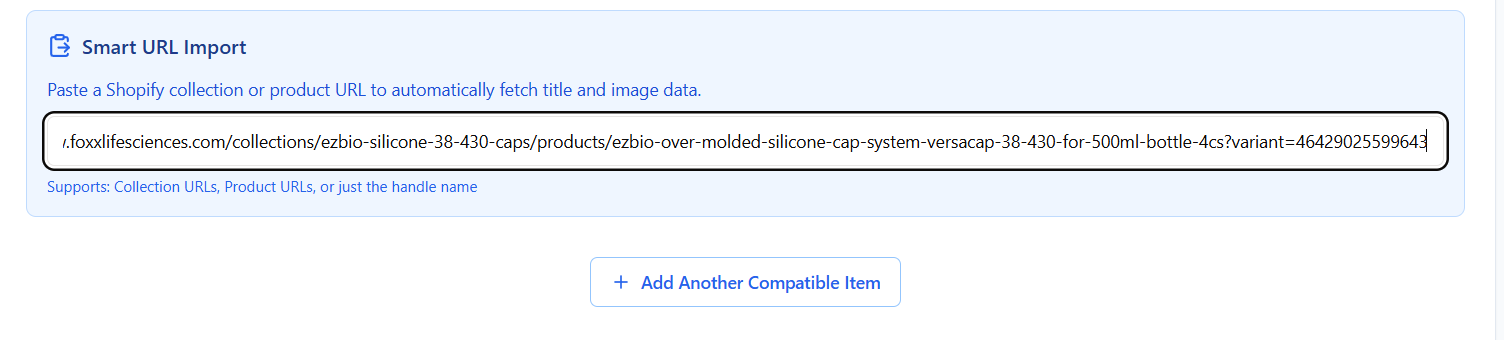 Smart URL Import
Paste a Shopify collection or product URL to automatically fetch title and image data.
.foxxlifesciences.com/collections/ezbio-silicone-38-430-caps/products/ezbio-over-molded-silicone-cap-system-versacap-38-430-for-500ml-bottle-4cs?variant=46429025599643
Supports: Collection URLs, Product URLs, or just the handle name
+ Add Another Compatible Item